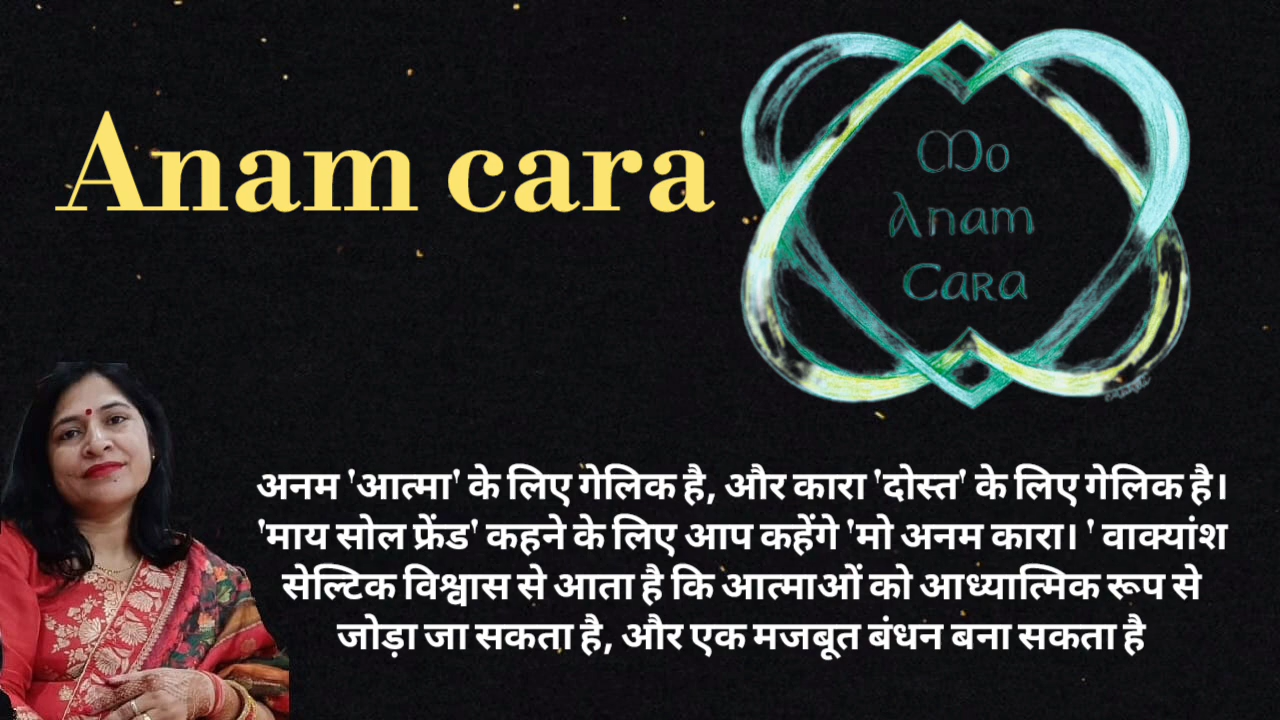 Anam cara
Mo
Anam
Cara
अनम 'आत्मा' के लिए गेलिक है, और कारा 'दोस्त' के लिए गेलिक है।
'माय सोल फ्रेंड' कहने के लिए आप कहेंगे 'मो अनम कारा। ' वाक्यांश
सेल्टिक विश्वास से आता है कि आत्माओं को आध्यात्मिक रूप से
जोड़ा जा सकता है, और एक मजबूत बंधन बना सकता है